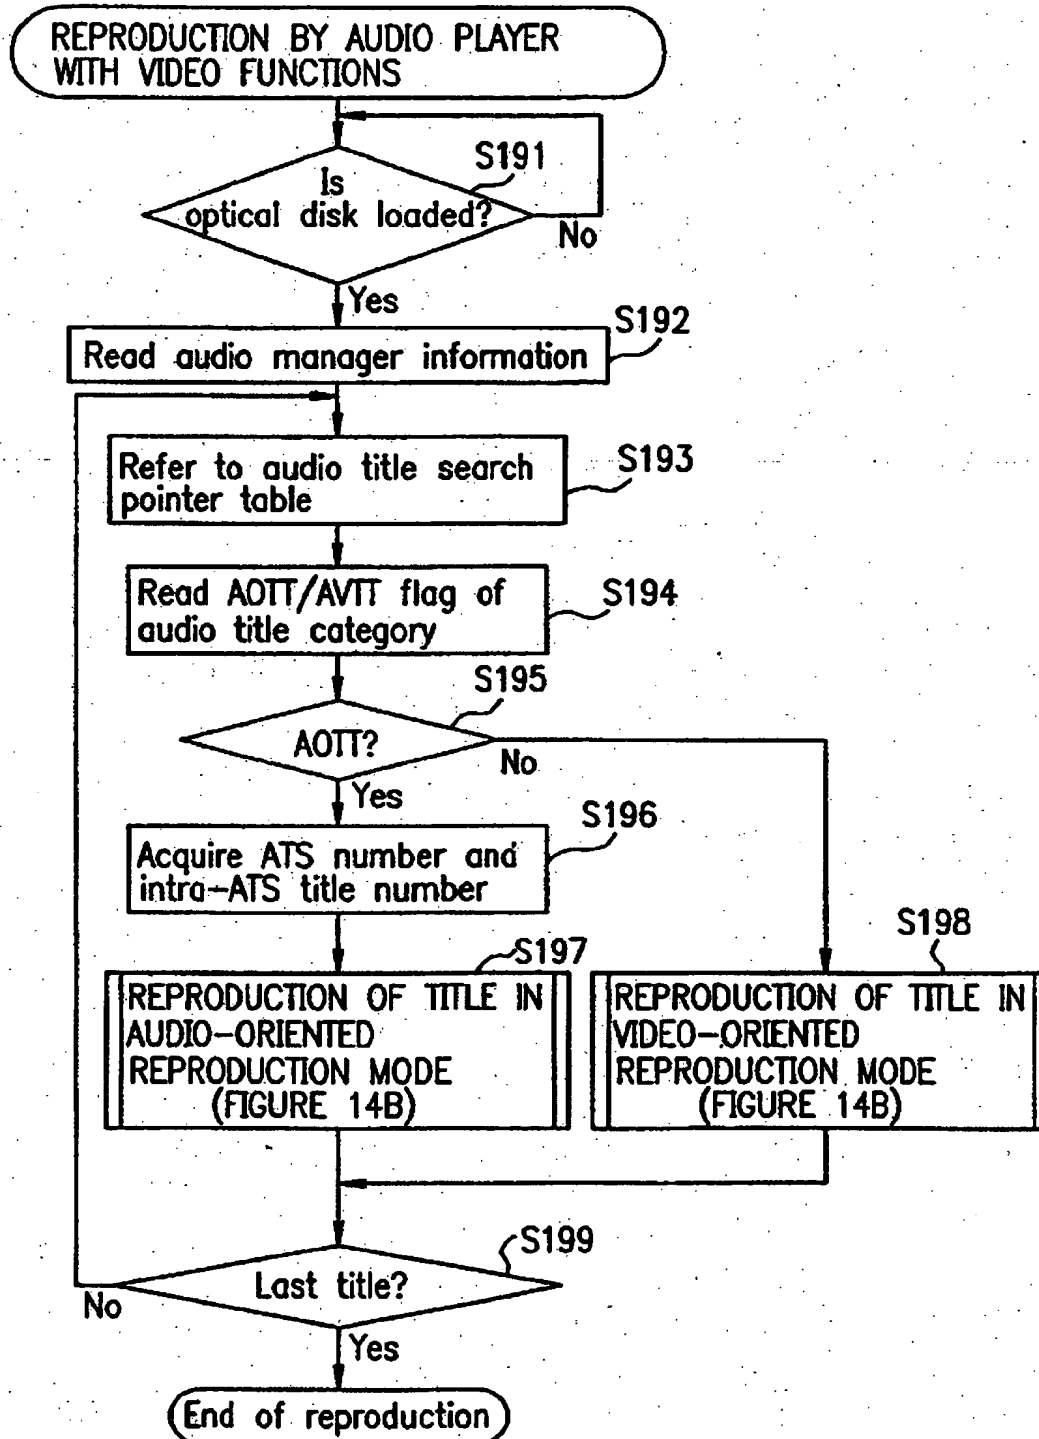 REPRODUCTION BY AUDIO PLAYER
WITH VIDEO FUNCTIONS
S191
Is
optical disk loaded?
No
Yes
S192
Read audio manager information
S193
Refer to audio title search
pointer table
S194
Read AOTT/AVTT flag of
audio title category
S195
AOTT?
No
Yes
S196
Acquire ATS number and
intra-ATS title number
S197
REPRODUCTION OF TITLE IN
AUDIO-ORIENTED
REPRODUCTION MODE
(FIGURE 14B)
S198
REPRODUCTION OF TITLE IN
VIDEO-ORIENTED
REPRODUCTION MODE
(FIGURE 14B)
S199
Last title?
No
Yes
End of reproduction